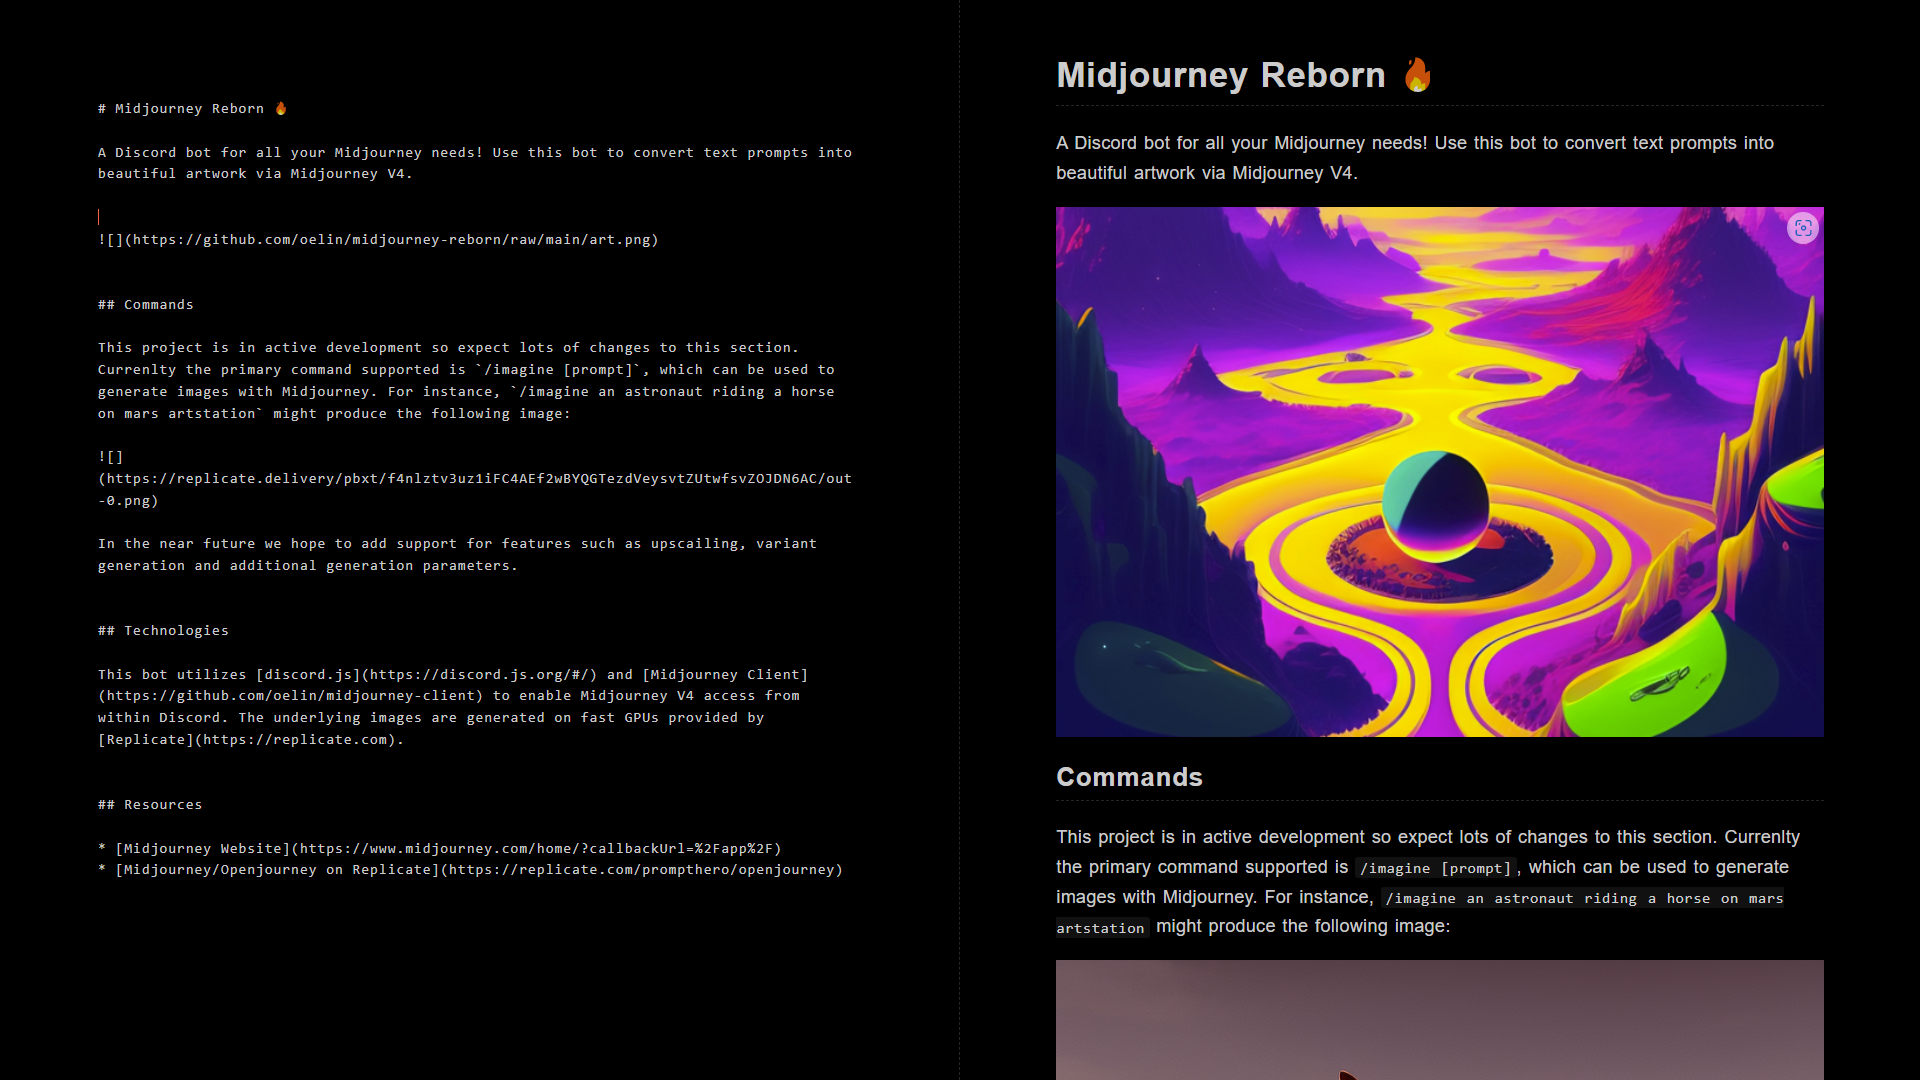 # Midjourney Reborn 🔥
A Discord bot for all your Midjourney needs! Use this bot to convert text prompts into
beautiful artwork via Midjourney V4.
![](https://github.com/oelin/midjourney-reborn/raw/main/art.png)
## Commands
This project is in active development so expect lots of changes to this section.
Currenlty the primary command supported is `/imagine [prompt]`, which can be used to
generate images with Midjourney. For instance, `/imagine an astronaut riding a horse
on mars artstation` might produce the following image:
![]
(https://replicate.delivery/pbxt/f4nlztv3uz1iFC4AEf2wBYQGTezdVeysvtZUtwfsvZOJDN6AC/out
-0.png)
In the near future we hope to add support for features such as upscailing, variant
generation and additional generation parameters.
## Technologies
This bot utilizes [discord.js](https://discord.js.org/#/) and [Midjourney Client]
(https://github.com/oelin/midjourney-client) to enable Midjourney V4 access from
within Discord. The underlying images are generated on fast GPUs provided by
[Replicate](https://replicate.com).
## Resources
* [Midjourney Website](https://www.midjourney.com/home/?callbackUrl=%2Fapp%2F)
* [Midjourney/Openjourney on Replicate](https://replicate.com/prompthero/openjourney)
Midjourney Reborn 🔥
A Discord bot for all your Midjourney needs! Use this bot to convert text prompts into
beautiful artwork via Midjourney V4.
Commands
This project is in active development so expect lots of changes to this section. Currenlty
the primary command supported is /imagine [prompt], which can be used to generate
images with Midjourney. For instance, /imagine an astronaut riding a horse on mars
artstation might produce the following image: